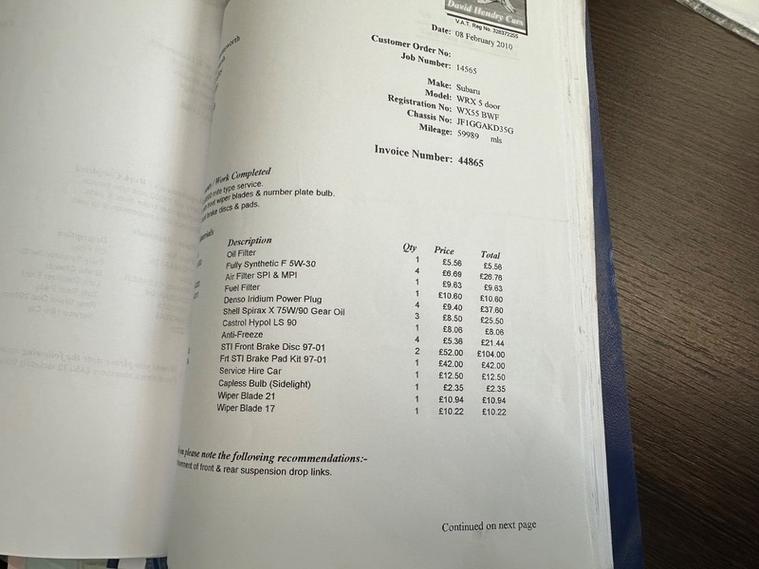 David Hendry Cars
V.A.T. Reg No. 328372255
Date: 08 February 2010
Customer Order No:
Job Number: 14565
Make: Subaru
Model: WRX 5 door
Registration No: WX55 BWF
Chassis No: JF1GGAKD35G
Mileage: 59989 mls
Invoice Number: 44865
/ Work Completed
type service.
wiper blades & number plate bulb.
brake discs & pads.
Description Qty Price Total
Oil Filter 1 £5.56 £5.56
Fully Synthetic F 5W-30 4 £6.69 £26.76
Air Filter SPI & MPI 1 £9.63 £9.63
Fuel Filter 1 £10.60 £10.60
Denso Iridium Power Plug 4 £9.40 £37.60
Shell Spirax X 75W/90 Gear Oil 3 £8.50 £25.50
Castrol Hypol LS 90 1 £8.06 £8.06
Anti-Freeze 4 £5.36 £21.44
STI Front Brake Disc 97-01 2 £52.00 £104.00
Frt STI Brake Pad Kit 97-01 1 £42.00 £42.00
Service Hire Car 1 £12.50 £12.50
Capless Bulb (Sidelight) 1 £2.35 £2.35
Wiper Blade 21 1 £10.94 £10.94
Wiper Blade 17 1 £10.22 £10.22
please note the following recommendations:-
of front & rear suspension drop links.
Continued on next page